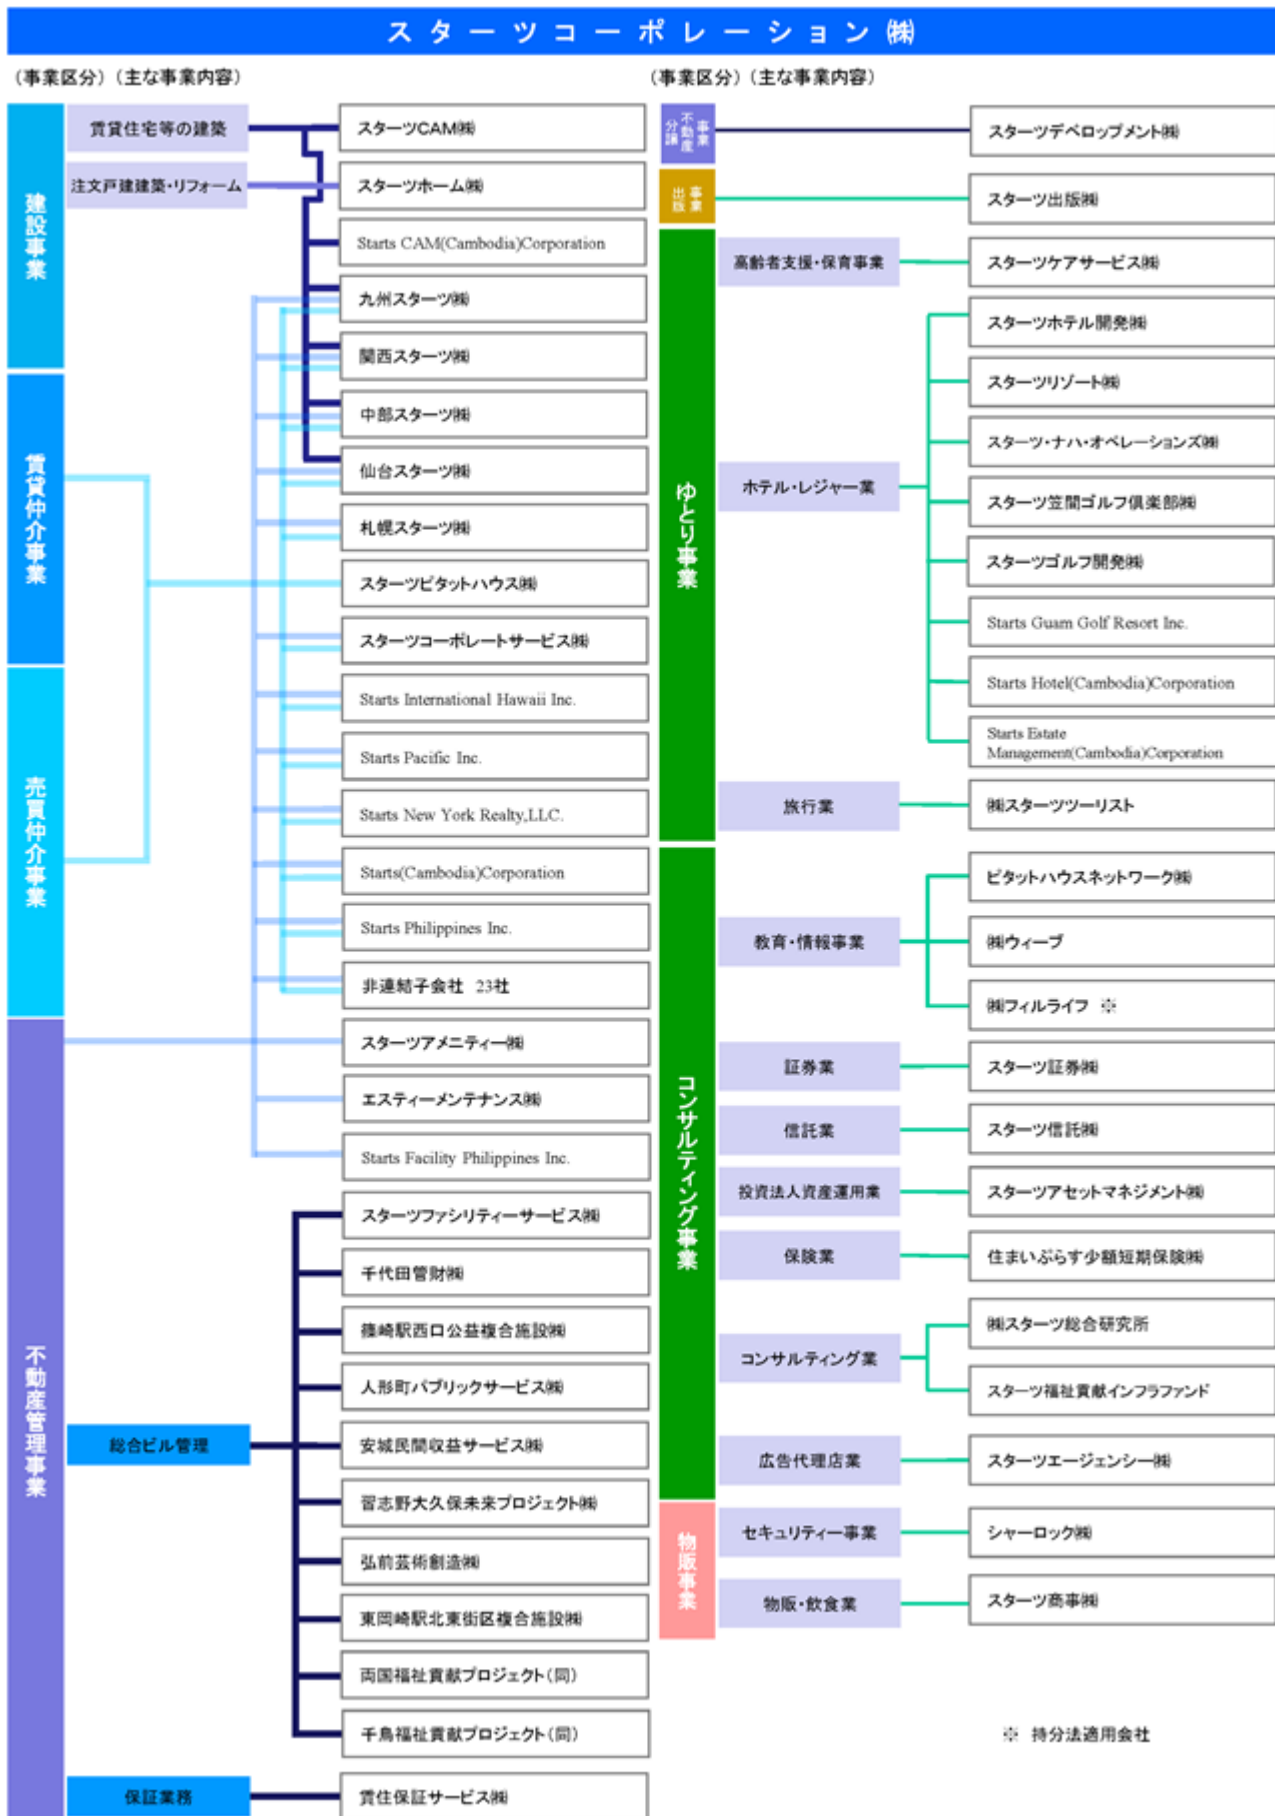 スターツコーポレーション㈱
(事業区分)(主な事業内容)
建設事業
賃貸住宅等の建築
スターツCAM㈱
注文戸建建築・リフォーム
スターツホーム㈱
Starts CAM(Cambodia)Corporation
九州スターツ㈱
関西スターツ㈱
中部スターツ㈱
仙台スターツ㈱
賃貸仲介事業
札幌スターツ㈱
スターツピタットハウス㈱
スターツコーポレートサービス㈱
売買仲介事業
Starts International Hawaii Inc.
Starts Pacific Inc.
Starts New York Realty,LLC.
Starts(Cambodia)Corporation
Starts Philippines Inc.
非連結子会社 23社
不動産管理事業
スターツアメニティー㈱
エスティーメンテナンス㈱
Starts Facility Philippines Inc.
総合ビル管理
スターツファシリティーサービス㈱
千代田管財㈱
篠崎駅西口公益複合施設㈱
人形町パブリックサービス㈱
安城民間収益サービス㈱
習志野大久保未来プロジェクト㈱
弘前芸術創造㈱
東岡崎駅北東街区複合施設㈱
両国福祉貢献プロジェクト(同)
千鳥福祉貢献プロジェクト(同)
保証業務
賃住保証サービス㈱
(事業区分)(主な事業内容)
不動産分譲事業
スターツデベロップメント㈱
出版事業
スターツ出版㈱
ゆとり事業
高齢者支援・保育事業
スターツケアサービス㈱
ホテル・レジャー業
スターツホテル開発㈱
スターツリゾート㈱
スターツ・ナハ・オペレーションズ㈱
スターツ笠間ゴルフ倶楽部㈱
スターツゴルフ開発㈱
Starts Guam Golf Resort Inc.
Starts Hotel(Cambodia)Corporation
Starts Estate
Management(Cambodia)Corporation
旅行業
㈱スターツツーリスト
コンサルティング事業
教育・情報事業
ピタットハウスネットワーク㈱
㈱ウィーブ
㈱フィルライフ ※
証券業
スターツ証券㈱
信託業
スターツ信託㈱
投資法人資産運用業
スターツアセットマネジメント㈱
保険業
住まいぷらす少額短期保険㈱
コンサルティング業
㈱スターツ総合研究所
スターツ福祉貢献インフラファンド
広告代理店業
スターツエージェンシー㈱
物販事業
セキュリティー事業
シャーロック㈱
物販・飲食業
スターツ商事㈱
※ 持分法適用会社